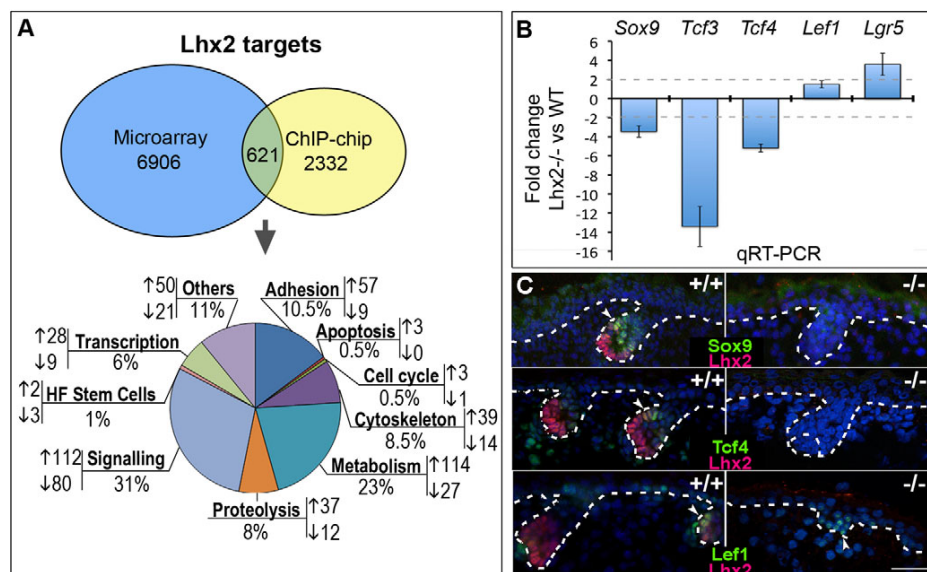 A
Lhx2 targets
Microarray
6906
621
ChIP-chip
2332
Others
11%
↑50
↓21
Adhesion
10.5%
↑57
↓9
Apoptosis
0.5%
↑3
↓0
Cell cycle
0.5%
↑3
↓1
Cytoskeleton
8.5%
↑39
↓14
Metabolism
23%
↑114
↓27
Proteolysis
8%
↑37
↓12
Signalling
31%
↑112
↓80
HF Stem Cells
1%
↑2
↓3
Transcription
6%
↑28
↓9
B
Sox9 Tcf3 Tcf4 Lef1 Lgr5
Fold change
Lhx2-/- vs WT
6
4
2
0
-2
-4
-6
-8
-10
-12
-14
-16
qRT-PCR
C
+/+
-/-
Sox9
Lhx2
+/+
-/-
Tcf4
Lhx2
+/+
-/-
Lef1
Lhx2